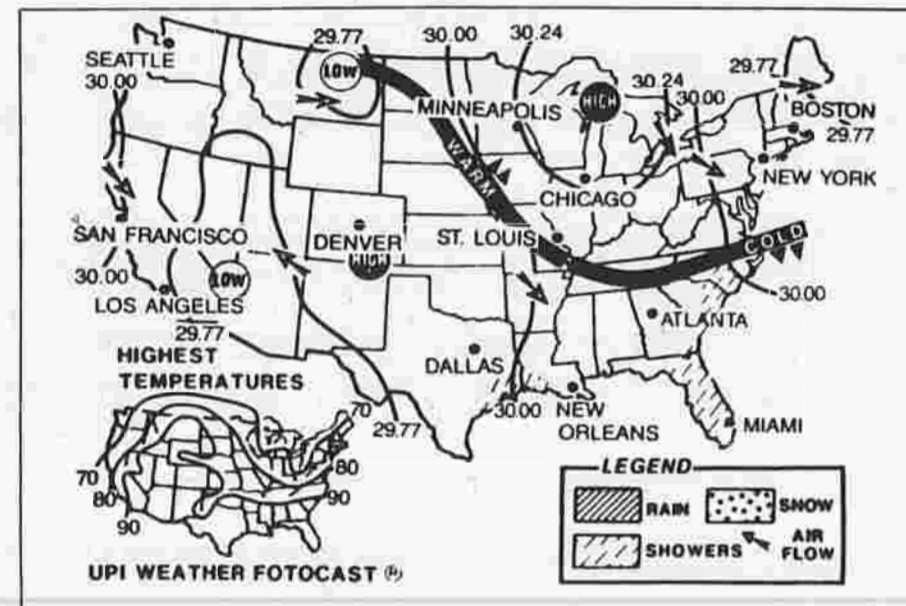 29.77
30.00
30.24
SEATTLE
30.00
LOW
MINNEAPOLIS
HIGH
30.24
30.00
29.77
BOSTON
29.77
NEW YORK
WARM
CHICAGO
SAN FRANCISCO
DENVER
HIGH
ST. LOUIS
COLD
30.00
LOS ANGELES
LOW
29.77
30.00
ATLANTA
HIGHEST
TEMPERATURES
DALLAS
30.00
NEW
ORLEANS
MIAMI
29.77
70
80
90
70
80
90
LEGEND
RAIN
SNOW
SHOWERS
AIR
FLOW
UPI WEATHER FOTOCAST ®